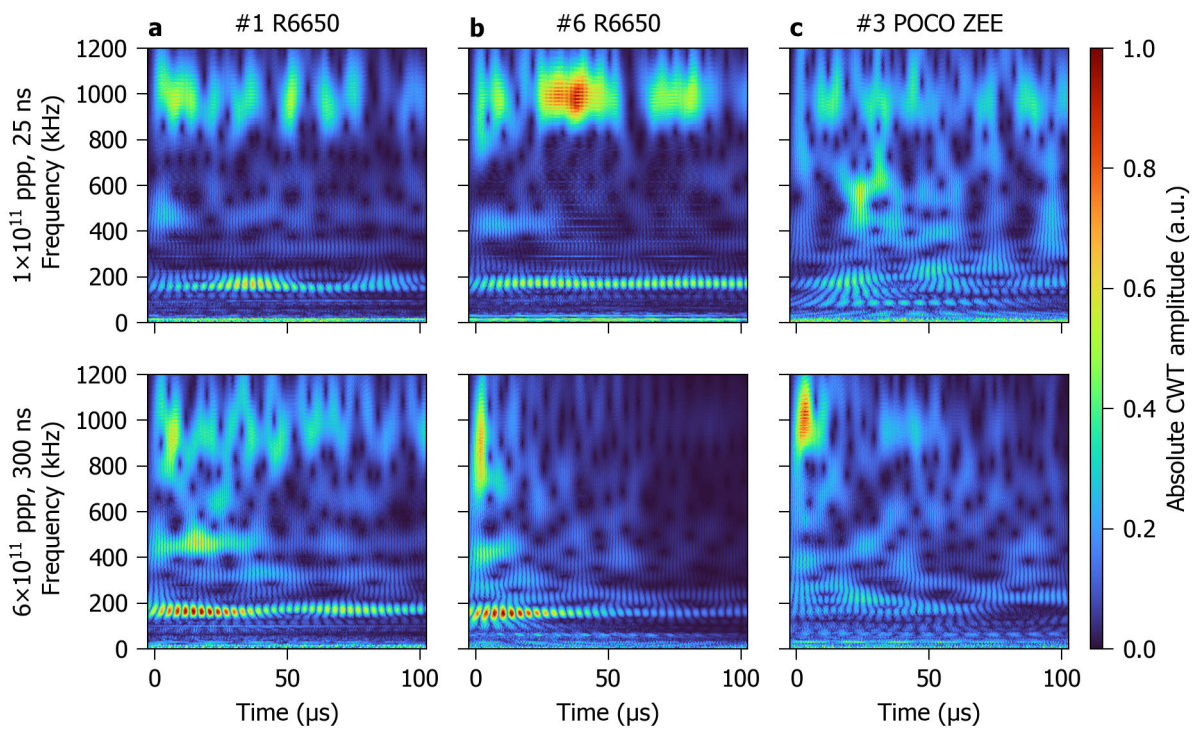 a #1 R6650 b #6 R6650 c #3 POCO ZEE
1×10¹¹ ppp, 25 ns
Frequency (kHz)
1200
1000
800
600
400
200
0
6×10¹¹ ppp, 300 ns
Frequency (kHz)
1200
1000
800
600
400
200
0
0 50 100 0 50 100 0 50 100
Time (µs) Time (µs) Time (µs)
1.0
0.8
0.6
0.4
0.2
0.0
Absolute CWT amplitude (a.u.)